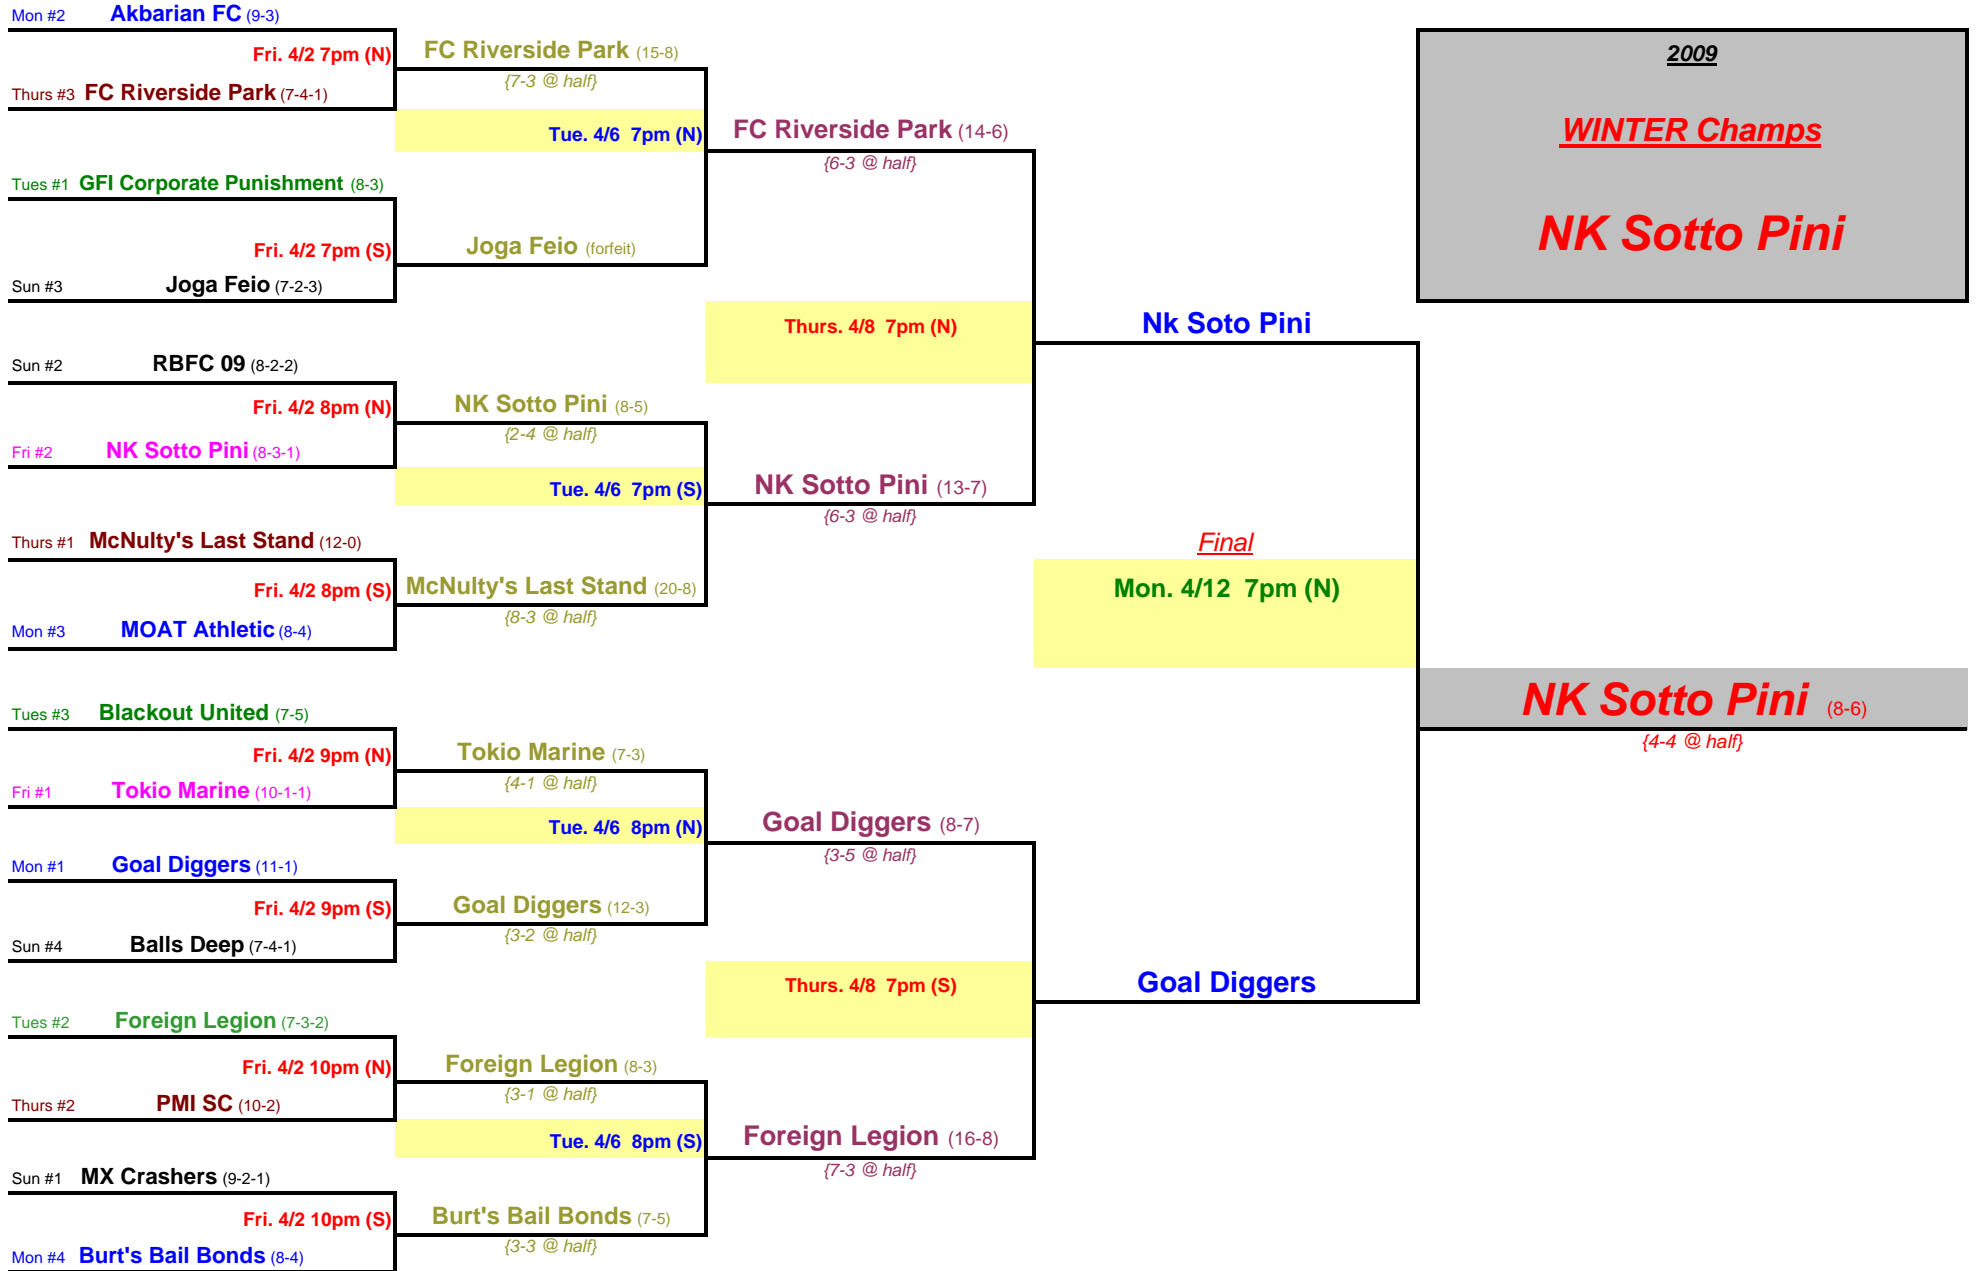 Mon #2 Akbarian FC (9-3)
Fri. 4/2 7pm (N)
Thurs #3 FC Riverside Park (7-4-1)
Tues #1 GFI Corporate Punishment (8-3)
Fri. 4/2 7pm (S)
Sun #3 Joga Feio (7-2-3)
Sun #2 RBFC 09 (8-2-2)
Fri. 4/2 8pm (N)
Fri #2 NK Sotto Pini (8-3-1)
Thurs #1 McNulty's Last Stand (12-0)
Fri. 4/2 8pm (S)
Mon #3 MOAT Athletic (8-4)
Tues #3 Blackout United (7-5)
Fri. 4/2 9pm (N)
Fri #1 Tokio Marine (10-1-1)
Mon #1 Goal Diggers (11-1)
Fri. 4/2 9pm (S)
Sun #4 Balls Deep (7-4-1)
Tues #2 Foreign Legion (7-3-2)
Fri. 4/2 10pm (N)
Thurs #2 PMI SC (10-2)
Sun #1 MX Crashers (9-2-1)
Fri. 4/2 10pm (S)
Mon #4 Burt's Bail Bonds (8-4)
FC Riverside Park (15-8)
{7-3 @ half}
Tue. 4/6 7pm (N)
Joga Feio (forfeit)
NK Sotto Pini (8-5)
{2-4 @ half}
Tue. 4/6 7pm (S)
McNulty's Last Stand (20-8)
{8-3 @ half}
Tokio Marine (7-3)
{4-1 @ half}
Tue. 4/6 8pm (N)
Goal Diggers (12-3)
{3-2 @ half}
Foreign Legion (8-3)
{3-1 @ half}
Tue. 4/6 8pm (S)
Burt's Bail Bonds (7-5)
{3-3 @ half}
FC Riverside Park (14-6)
{6-3 @ half}
Thurs. 4/8 7pm (N)
NK Sotto Pini (13-7)
{6-3 @ half}
Goal Diggers (8-7)
{3-5 @ half}
Thurs. 4/8 7pm (S)
Foreign Legion (16-8)
{7-3 @ half}
Nk Soto Pini
Final
Mon. 4/12 7pm (N)
Goal Diggers
2009
WINTER Champs
NK Sotto Pini
NK Sotto Pini (8-6)
{4-4 @ half}